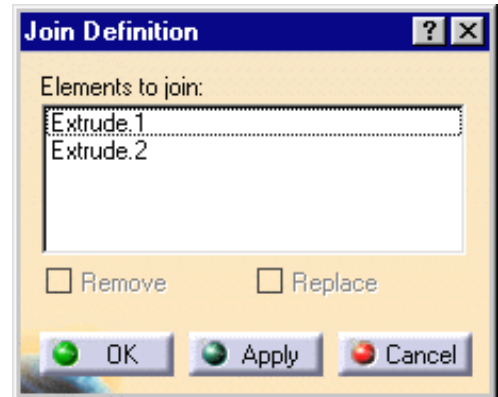 Join Definition
Elements to join:
Extrude.1
Extrude.2
Remove Replace
OK Apply Cancel